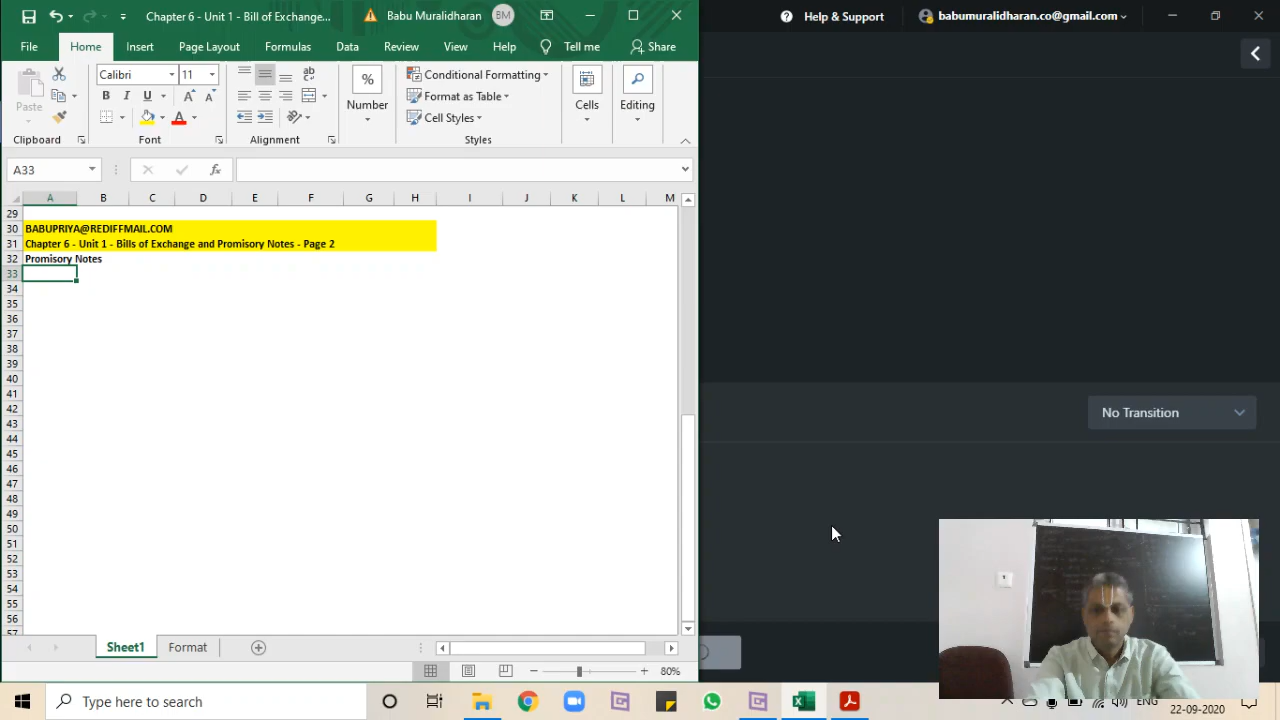 Chapter 6 - Unit 1 - Bill of Exchange...
Babu Muralidharan
BM
Help & Support
babumuralidharan.co@gmail.com
File
Home
Insert
Page Layout
Formulas
Data
Review
View
Help
Tell me
Share
Paste
Calibri
11
B
I
U
A
A
A
ab
%
Number
Conditional Formatting
Format as Table
Cell Styles
Cells
Editing
Clipboard
Font
Alignment
Styles
A33
fx
A B C D E F G H I J K L M
29
30 BABUPRIYA@REDIFFMAIL.COM
31 Chapter 6 - Unit 1 - Bills of Exchange and Promisory Notes - Page 2
32 Promisory Notes
33
34
35
36
37
38
39
40
41
42
43
44
45
46
47
48
49
50
51
52
53
54
55
56
57
No Transition
Sheet1
Format
80%
Type here to search
22-09-2020